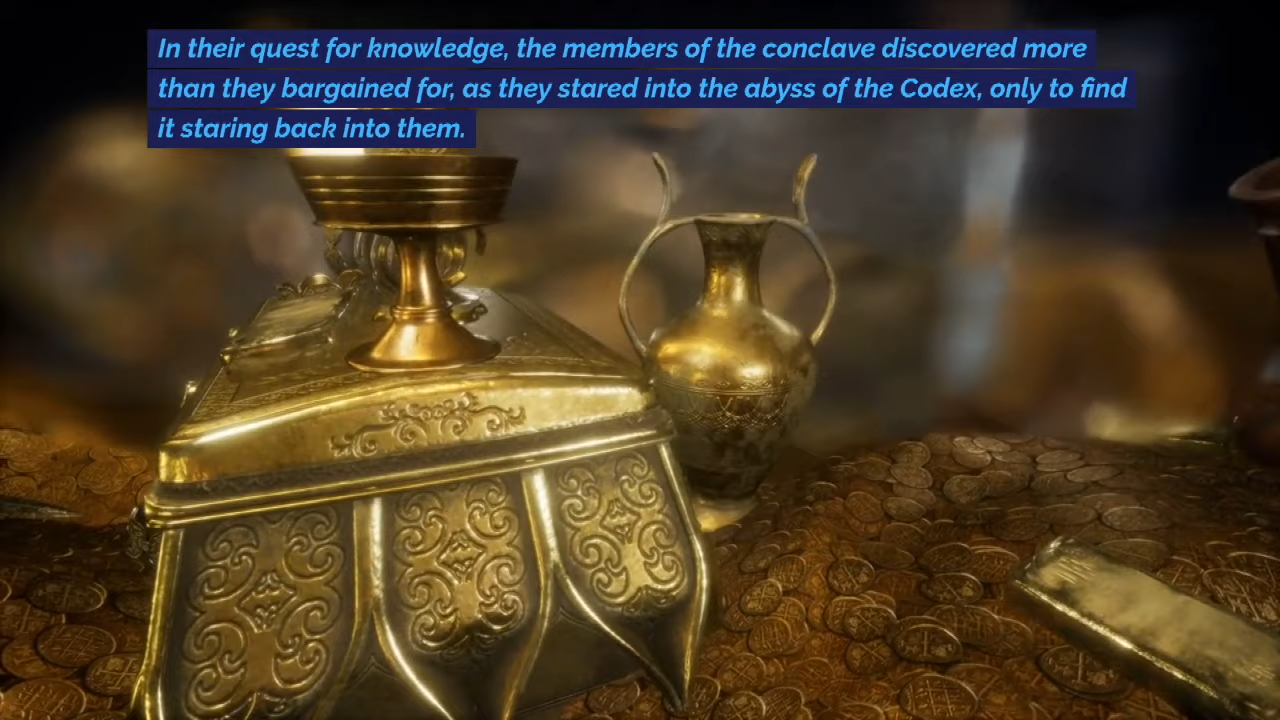 In their quest for knowledge, the members of the conclave discovered more
than they bargained for, as they stared into the abyss of the Codex, only to find
it staring back into them.